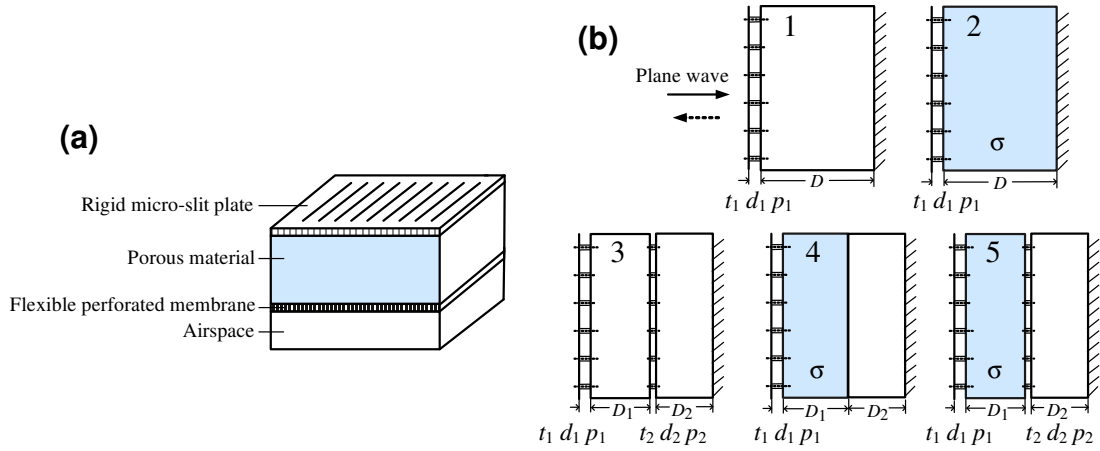 (a)
Rigid micro-slit plate
Porous material
Flexible perforated membrane
Airspace
(b)
Plane wave
1
D
t₁ d₁ p₁
2
σ
D
t₁ d₁ p₁
3
D₁ D₂
t₁ d₁ p₁ t₂ d₂ p₂
4
σ
D₁ D₂
t₁ d₁ p₁
5
σ
D₁ D₂
t₁ d₁ p₁ t₂ d₂ p₂